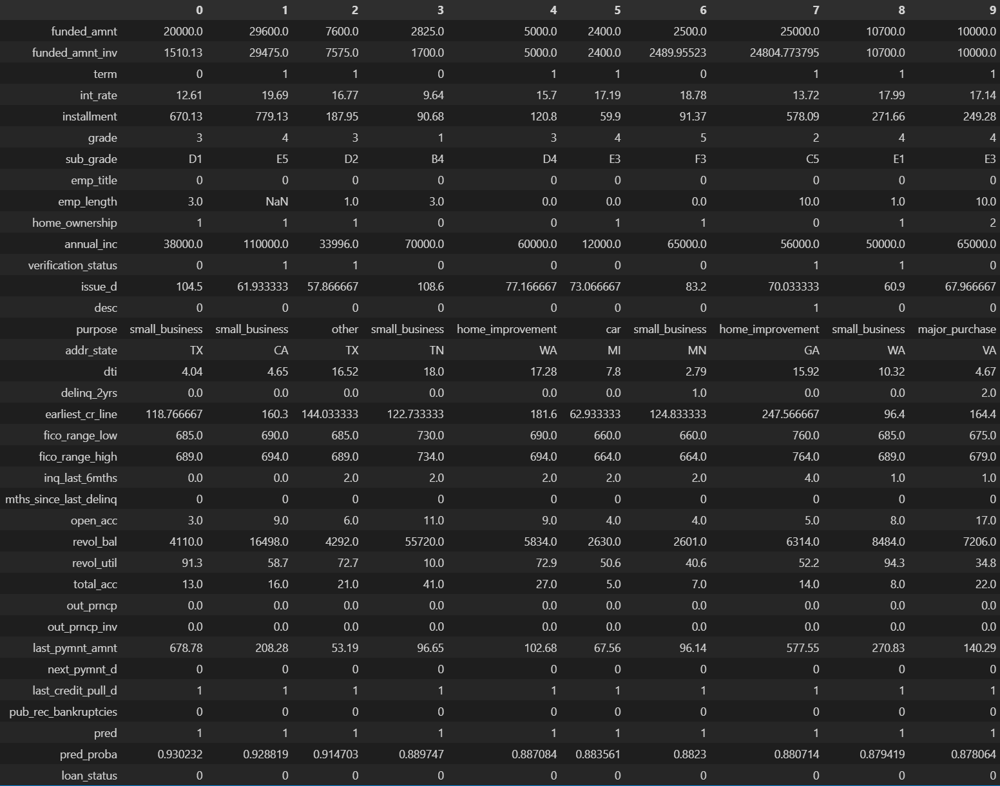 0 1 2 3 4 5 6 7 8 9
funded_amnt 20000.0 29600.0 7600.0 2825.0 5000.0 2400.0 2500.0 25000.0 10700.0 10000.0
funded_amnt_inv 1510.13 29475.0 7575.0 1700.0 5000.0 2400.0 2489.95523 24804.773795 10700.0 10000.0
term 0 1 1 0 1 1 0 1 1 1
int_rate 12.61 19.69 16.77 9.64 15.7 17.19 18.78 13.72 17.99 17.14
installment 670.13 779.13 187.95 90.68 120.8 59.9 91.37 578.09 271.66 249.28
grade 3 4 3 1 3 4 5 2 4 4
sub_grade D1 E5 D2 B4 D4 E3 F3 C5 E1 E3
emp_title 0 0 0 0 0 0 0 0 0 0
emp_length 3.0 NaN 1.0 3.0 0.0 0.0 0.0 10.0 1.0 10.0
home_ownership 1 1 1 0 0 1 1 0 1 2
annual_inc 38000.0 110000.0 33996.0 70000.0 60000.0 12000.0 65000.0 56000.0 50000.0 65000.0
verification_status 0 1 1 0 0 0 0 1 1 0
issue_d 104.5 61.933333 57.866667 108.6 77.166667 73.066667 83.2 70.033333 60.9 67.966667
desc 0 0 0 0 0 0 0 1 0 0
purpose small_business small_business other small_business home_improvement car small_business home_improvement small_business major_purchase
addr_state TX CA TX TN WA MI MN GA WA VA
dti 4.04 4.65 16.52 18.0 17.28 7.8 2.79 15.92 10.32 4.67
delinq_2yrs 0.0 0.0 0.0 0.0 0.0 0.0 1.0 0.0 0.0 2.0
earliest_cr_line 118.766667 160.3 144.033333 122.733333 181.6 62.933333 124.833333 247.566667 96.4 164.4
fico_range_low 685.0 690.0 685.0 730.0 690.0 660.0 660.0 760.0 685.0 675.0
fico_range_high 689.0 694.0 689.0 734.0 694.0 664.0 664.0 764.0 689.0 679.0
inq_last_6mths 0.0 0.0 2.0 2.0 2.0 2.0 2.0 4.0 1.0 1.0
mths_since_last_delinq 0 0 0 0 0 0 0 0 0 0
open_acc 3.0 9.0 6.0 11.0 9.0 4.0 4.0 5.0 8.0 17.0
revol_bal 4110.0 16498.0 4292.0 55720.0 5834.0 2630.0 2601.0 6314.0 8484.0 7206.0
revol_util 91.3 58.7 72.7 10.0 72.9 50.6 40.6 52.2 94.3 34.8
total_acc 13.0 16.0 21.0 41.0 27.0 5.0 7.0 14.0 8.0 22.0
out_prncp 0.0 0.0 0.0 0.0 0.0 0.0 0.0 0.0 0.0 0.0
out_prncp_inv 0.0 0.0 0.0 0.0 0.0 0.0 0.0 0.0 0.0 0.0
last_pymnt_amnt 678.78 208.28 53.19 96.65 102.68 67.56 96.14 577.55 270.83 140.29
next_pymnt_d 0 0 0 0 0 0 0 0 0 0
last_credit_pull_d 1 1 1 1 1 1 1 1 1 1
pub_rec_bankruptcies 0 0 0 0 0 0 0 0 0 0
pred 1 1 1 1 1 1 1 1 1 1
pred_proba 0.930232 0.928819 0.914703 0.889747 0.887084 0.883561 0.8823 0.880714 0.879419 0.878064
loan_status 0 0 0 0 0 0 0 0 0 0